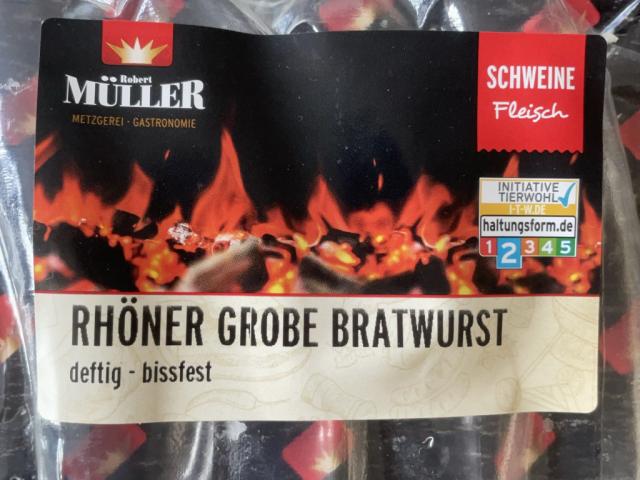 Robert
MÜLLER
METZGEREI · GASTRONOMIE
SCHWEINE
Fleisch
INITIATIVE
TIERWOHL
I-T-W.DE
haltungsform.de
1 2 3 4 5
RHÖNER GROBE BRATWURST
deftig - bissfest